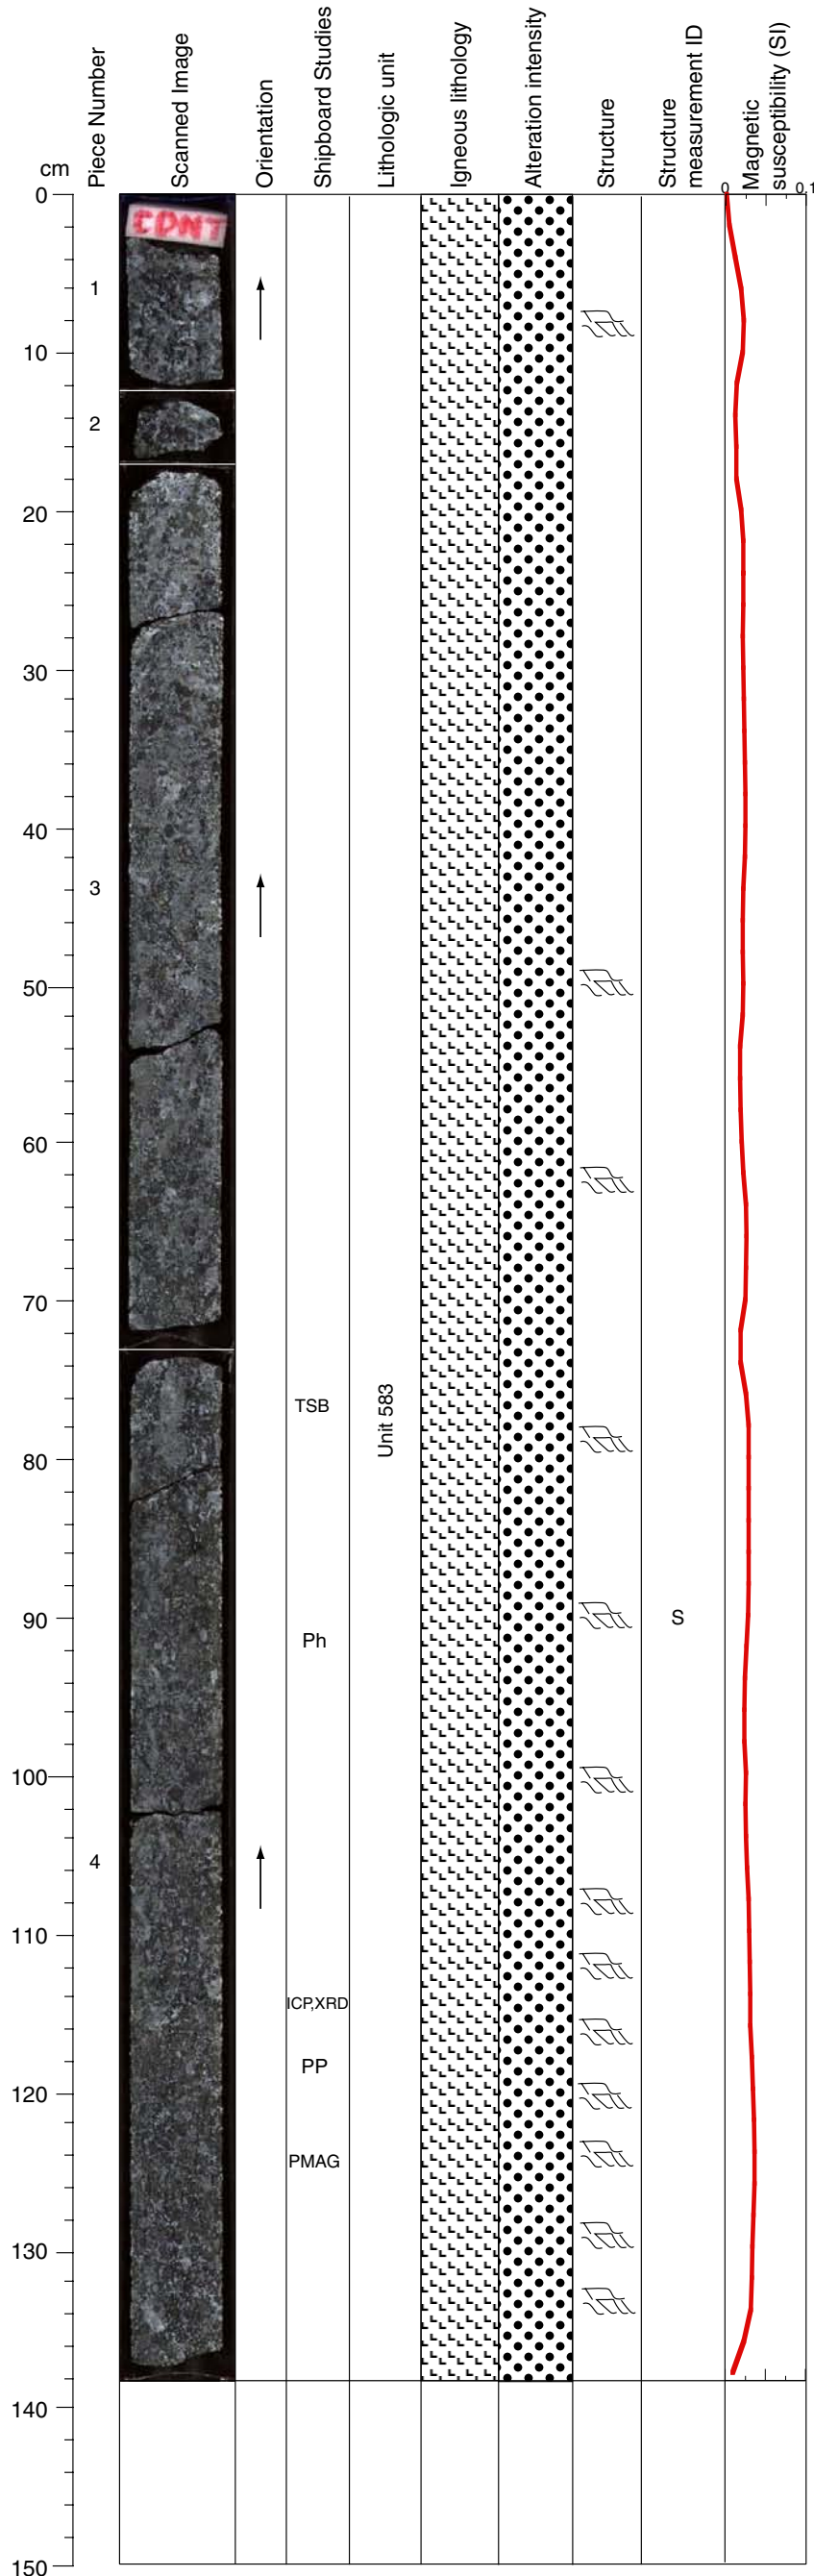 cm
Piece Number
Scanned Image
Orientation
Shipboard Studies
Lithologic unit
Igneous lithology
Alteration intensity
Structure
Structure
measurement ID
Magnetic
susceptibility (SI)
0 0.1
0
CONT
1
10
2
20
30
40
3
50
60
70
TSB
Unit 583
80
90
S
Ph
100
4
110
ICP,XRD
PP
120
PMAG
130
140
150